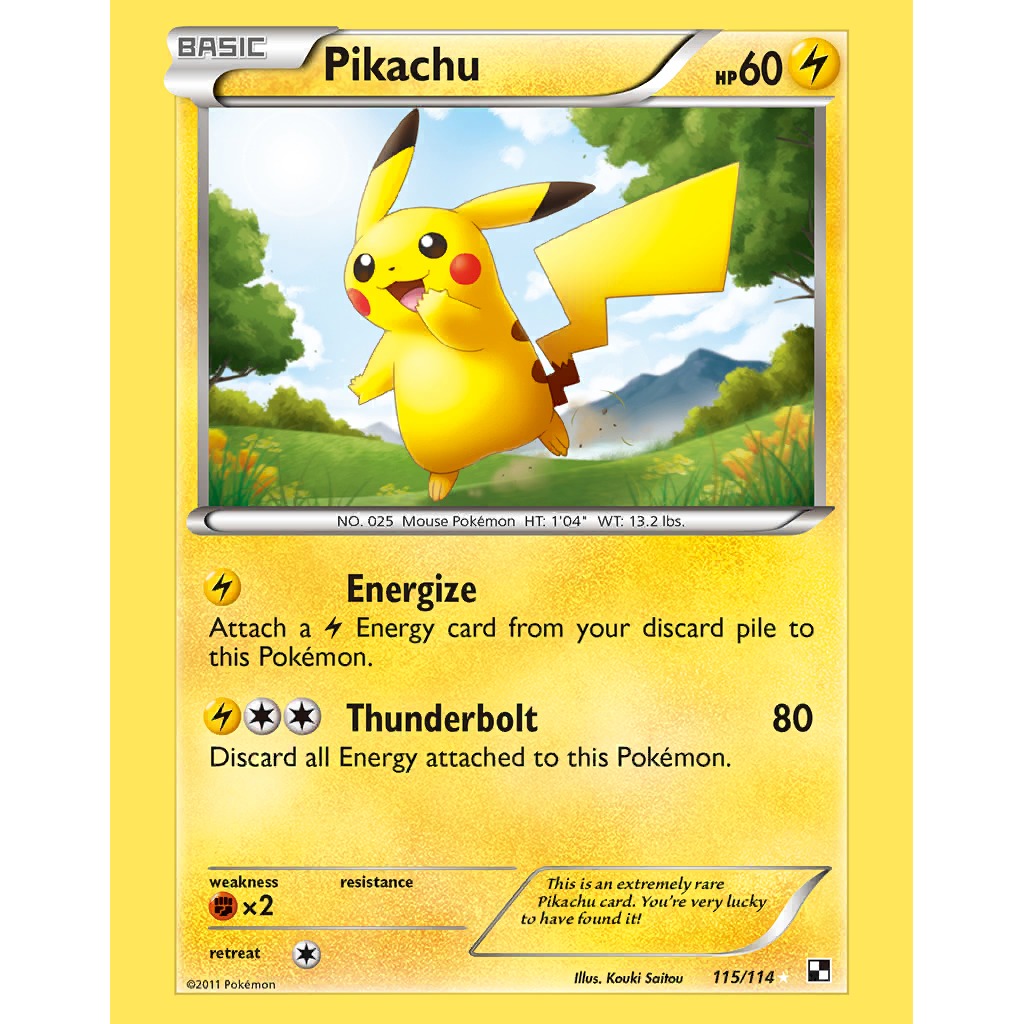 BASIC
Pikachu
HP60
NO. 025 Mouse Pokémon HT: 1'04" WT: 13.2 lbs.
Energize
Attach a Energy card from your discard pile to
this Pokémon.
Thunderbolt 80
Discard all Energy attached to this Pokémon.
weakness resistance
×2
retreat
This is an extremely rare
Pikachu card. You're very lucky
to have found it!
Illus. Kouki Saitou 115/114
©2011 Pokémon